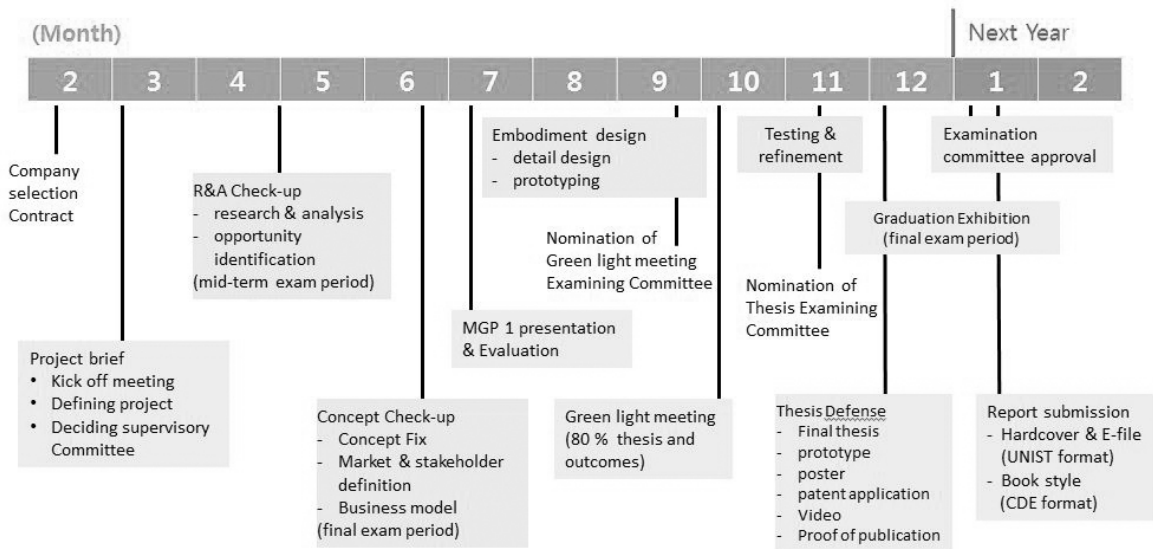 (Month)
Next Year
2 3 4 5 6 7 8 9 10 11 12 1 2
Company
selection
Contract
Project brief
• Kick off meeting
• Defining project
• Deciding supervisory
Committee
R&A Check-up
- research & analysis
- opportunity
identification
(mid-term exam period)
Concept Check-up
- Concept Fix
- Market & stakeholder
definition
- Business model
(final exam period)
MGP 1 presentation
& Evaluation
Embodiment design
- detail design
- prototyping
Nomination of
Green light meeting
Examining Committee
Green light meeting
(80 % thesis and
outcomes)
Testing &
refinement
Nomination of
Thesis Examining
Committee
Thesis Defense
- Final thesis
- prototype
- poster
- patent application
- Video
- Proof of publication
Examination
committee approval
Graduation Exhibition
(final exam period)
Report submission
- Hardcover & E-file
(UNIST format)
- Book style
(CDE format)